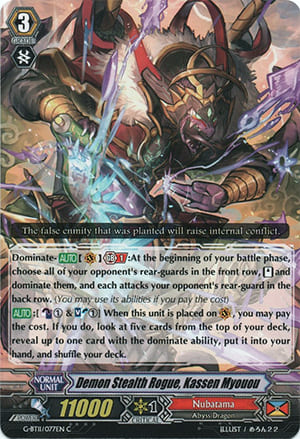 3
The false enmity that was planted will raise internal conflict.
Dominate-AUTO [1] GB 1 :At the beginning of your battle phase,
choose all of your opponent's rear-guards in the front row, and
dominate them, and each attacks your opponent's rear-guard in the
back row. (You may use its abilities if you pay the cost)
AUTO :[ 1 & 1] When this unit is placed on , you may
pay the cost. If you do, look at five cards from the top of your deck,
reveal up to one card with the dominate ability, put it into your
hand, and shuffle your deck.
NORMAL
UNIT
Demon Stealth Rogue, Kassen Myouou
POWER
11000
1
CRITICAL
Nubatama
Abyss Dragon
G-BT11/077EN C
ILLUST /